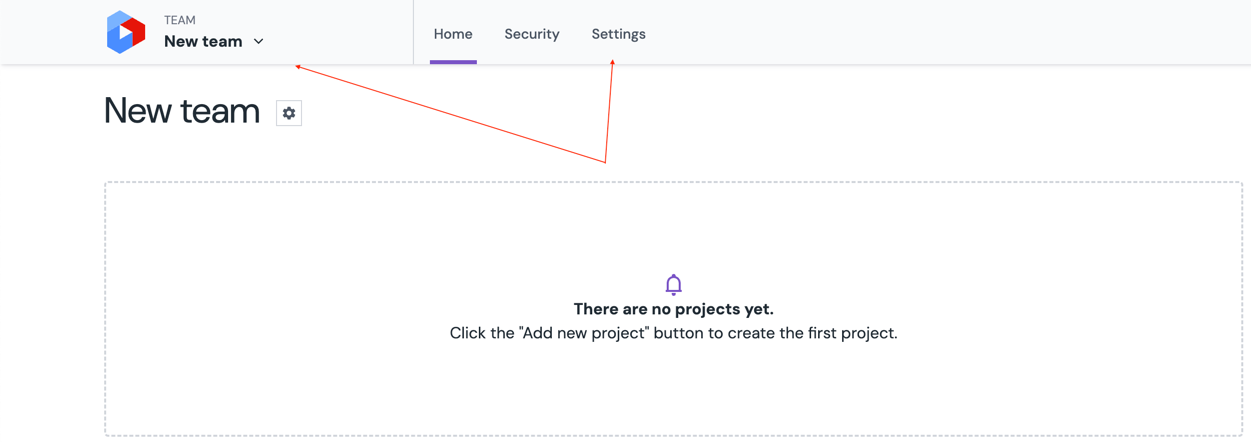 TEAM
New team
Home Security Settings
New team
There are no projects yet.
Click the "Add new project" button to create the first project.